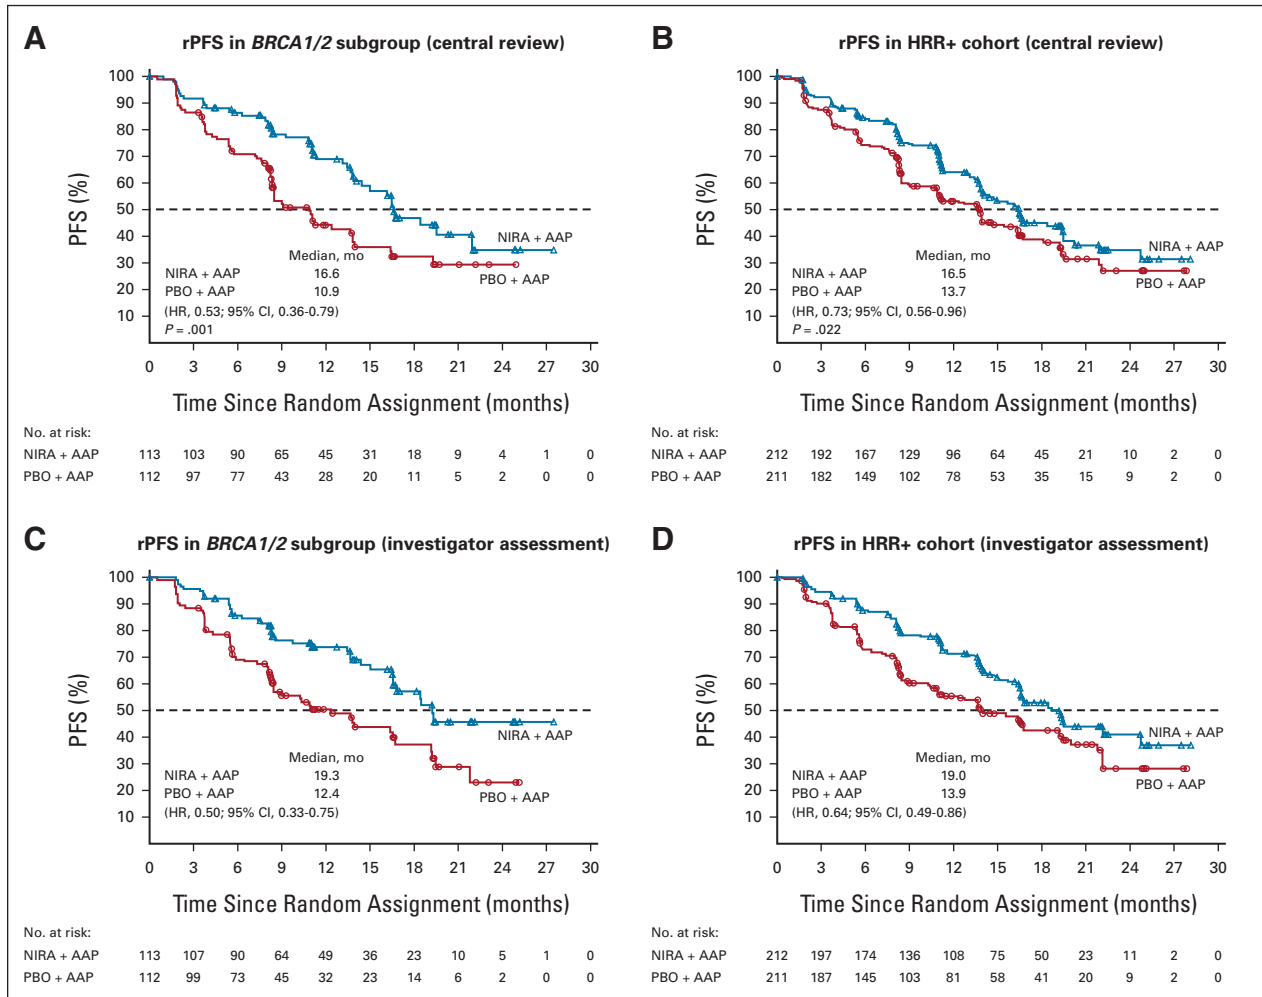 A
rPFS in BRCA1/2 subgroup (central review)
100
90
80
70
60
50
40
30
20
10
PFS (%)
NIRA + AAP
PBO + AAP
Median, mo
NIRA + AAP 16.6
PBO + AAP 10.9
(HR, 0.53; 95% CI, 0.36-0.79)
P = .001
0 3 6 9 12 15 18 21 24 27 30
Time Since Random Assignment (months)
No. at risk:
NIRA + AAP 113 103 90 65 45 31 18 9 4 1 0
PBO + AAP 112 97 77 43 28 20 11 5 2 0 0
B
rPFS in HRR+ cohort (central review)
100
90
80
70
60
50
40
30
20
10
PFS (%)
NIRA + AAP
PBO + AAP
Median, mo
NIRA + AAP 16.5
PBO + AAP 13.7
(HR, 0.73; 95% CI, 0.56-0.96)
P = .022
0 3 6 9 12 15 18 21 24 27 30
Time Since Random Assignment (months)
No. at risk:
NIRA + AAP 212 192 167 129 96 64 45 21 10 2 0
PBO + AAP 211 182 149 102 78 53 35 15 9 2 0
C
rPFS in BRCA1/2 subgroup (investigator assessment)
100
90
80
70
60
50
40
30
20
10
PFS (%)
NIRA + AAP
PBO + AAP
Median, mo
NIRA + AAP 19.3
PBO + AAP 12.4
(HR, 0.50; 95% CI, 0.33-0.75)
0 3 6 9 12 15 18 21 24 27 30
Time Since Random Assignment (months)
No. at risk:
NIRA + AAP 113 107 90 64 49 36 23 10 5 1 0
PBO + AAP 112 99 73 45 32 23 14 6 2 0 0
D
rPFS in HRR+ cohort (investigator assessment)
100
90
80
70
60
50
40
30
20
10
PFS (%)
NIRA + AAP
PBO + AAP
Median, mo
NIRA + AAP 19.0
PBO + AAP 13.9
(HR, 0.64; 95% CI, 0.49-0.86)
0 3 6 9 12 15 18 21 24 27 30
Time Since Random Assignment (months)
No. at risk:
NIRA + AAP 212 197 174 136 108 75 50 23 11 2 0
PBO + AAP 211 187 145 103 81 58 41 20 9 2 0